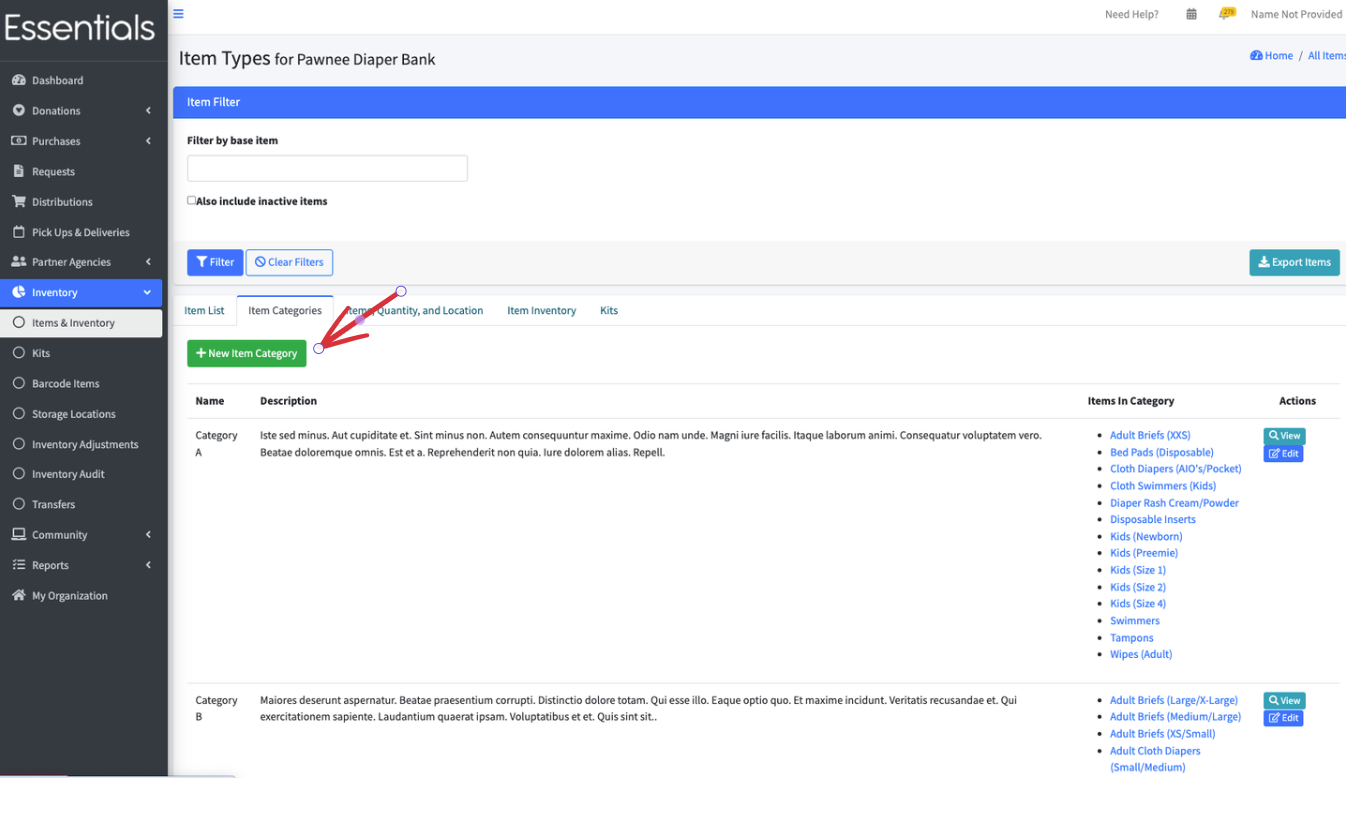 Essentials
Need Help?
275
Name Not Provided
Item Types for Pawnee Diaper Bank
Home / All Items
Dashboard
Donations
Purchases
Requests
Distributions
Pick Ups & Deliveries
Partner Agencies
Inventory
Items & Inventory
Kits
Barcode Items
Storage Locations
Inventory Adjustments
Inventory Audit
Transfers
Community
Reports
My Organization
Item Filter
Filter by base item
Also include inactive items
Filter
Clear Filters
Export Items
Item List
Item Categories
Items, Quantity, and Location
Item Inventory
Kits
New Item Category
Name Description Items In Category Actions
Category
A
Iste sed minus. Aut cupiditate et. Sint minus non. Autem consequuntur maxime. Odio nam unde. Magni iure facilis. Itaque laborum animi. Consequatur voluptatem vero.
Beatae doloremque omnis. Est et a. Reprehenderit non quia. Iure dolorem alias. Repell.
Adult Briefs (XXS)
Bed Pads (Disposable)
Cloth Diapers (AIO's/Pocket)
Cloth Swimmers (Kids)
Diaper Rash Cream/Powder
Disposable Inserts
Kids (Newborn)
Kids (Preemie)
Kids (Size 1)
Kids (Size 2)
Kids (Size 4)
Swimmers
Tampons
Wipes (Adult)
View
Edit
Category
B
Maiores deserunt aspernatur. Beatae praesentium corrupti. Distinctio dolore totam. Qui esse illo. Eaque optio quo. Et maxime incidunt. Veritatis recusandae et. Qui
exercitationem sapiente. Laudantium quaerat ipsam. Voluptatibus et et. Quis sint sit..
Adult Briefs (Large/X-Large)
Adult Briefs (Medium/Large)
Adult Briefs (XS/Small)
Adult Cloth Diapers
(Small/Medium)
View
Edit